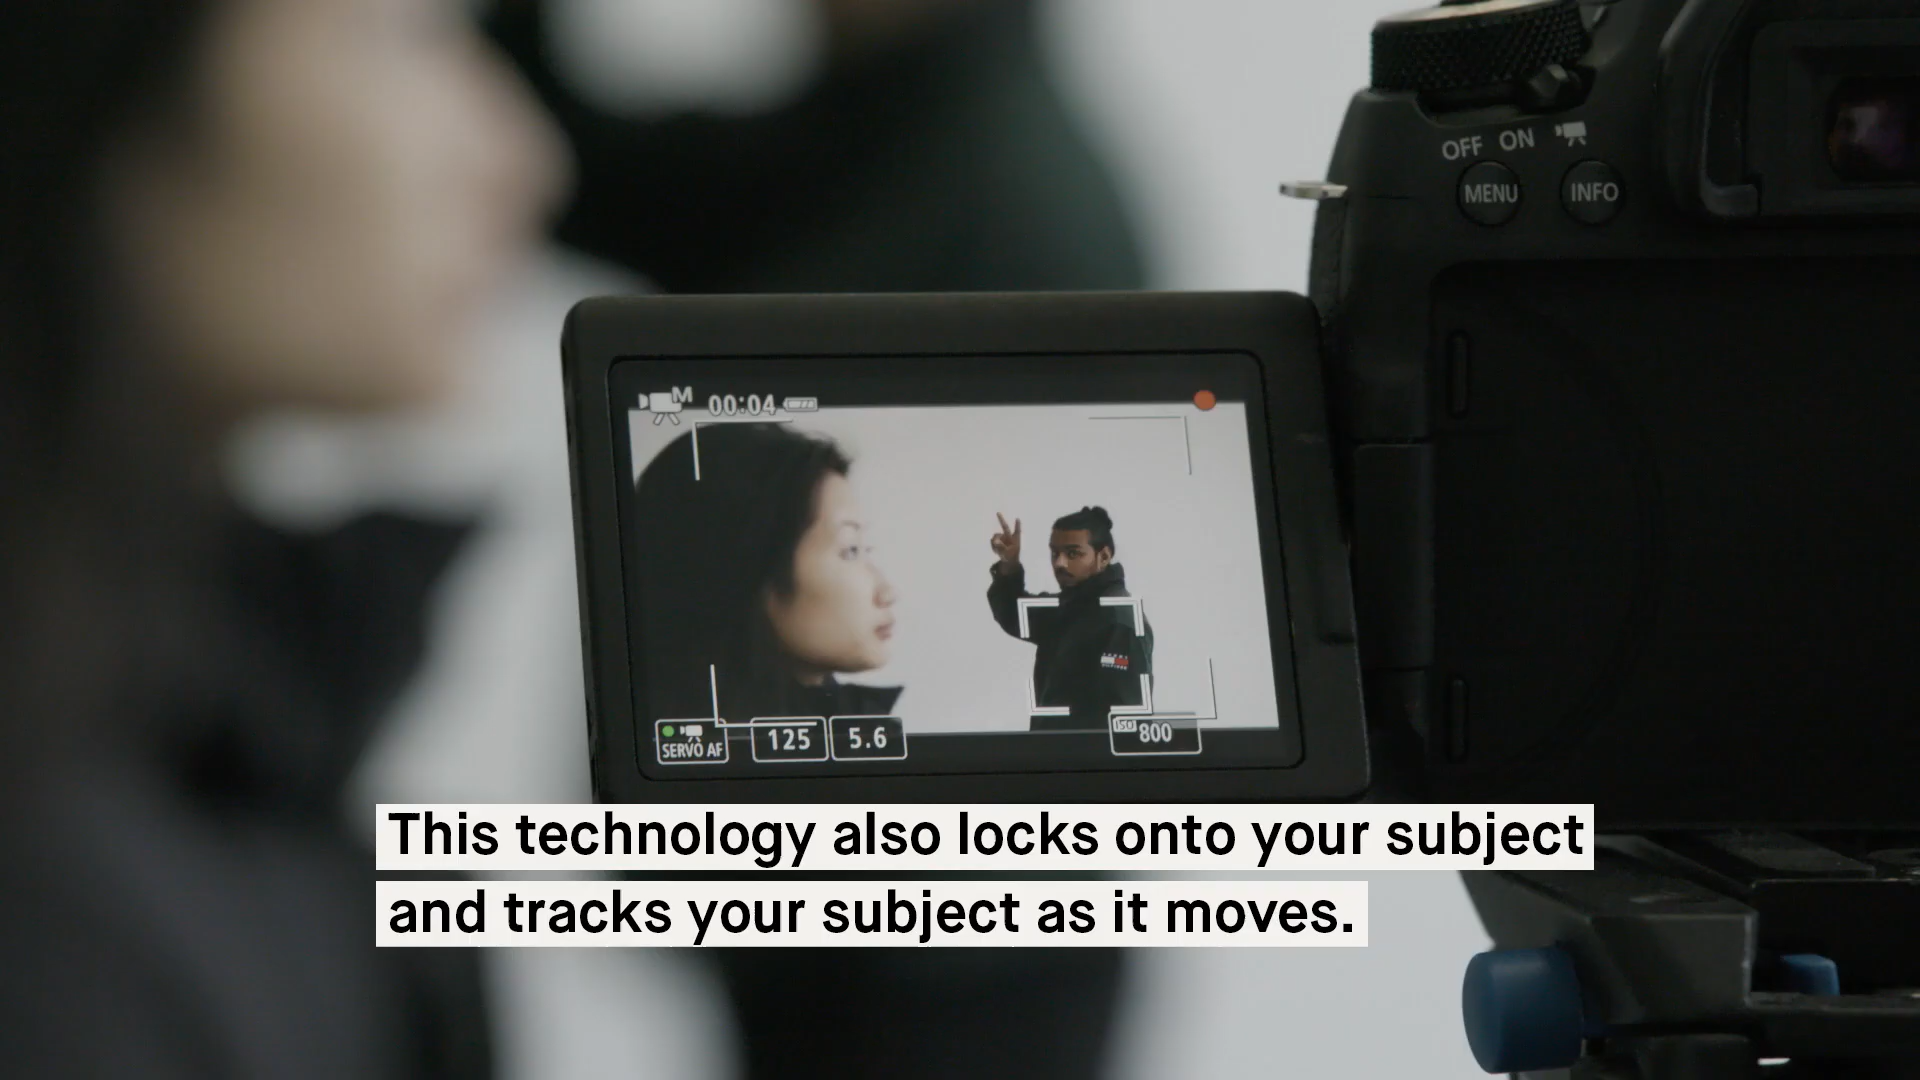 OFF ON
MENU INFO
M 00:04
SERVO AF 125 5.6 ISO 800
This technology also locks onto your subject
and tracks your subject as it moves.